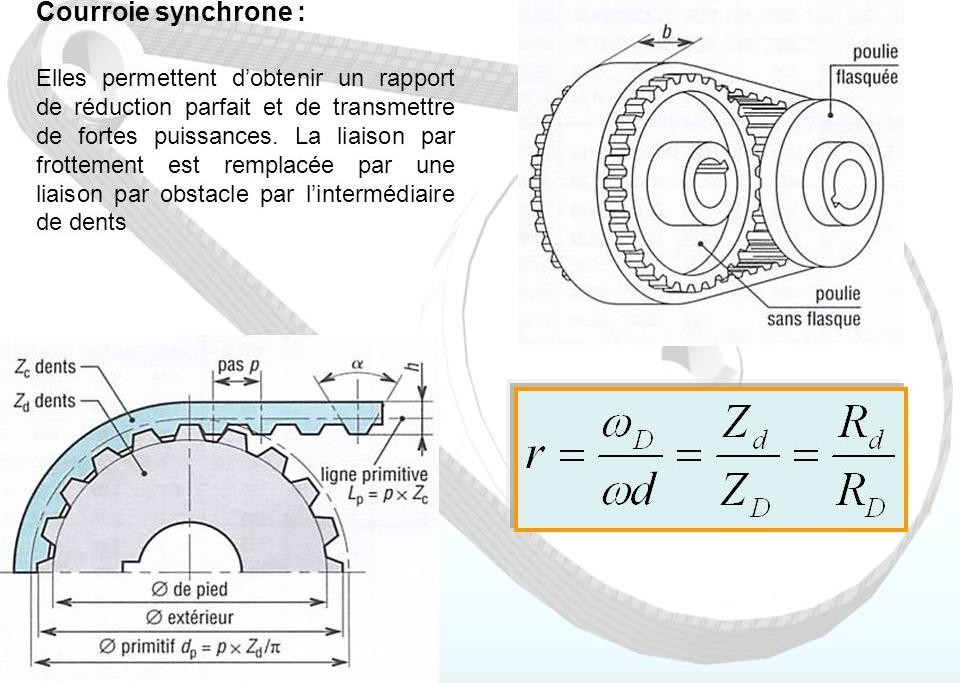 Courroie synchrone :
Elles permettent d’obtenir un rapport
de réduction parfait et de transmettre
de fortes puissances. La liaison par
frottement est remplacée par une
liaison par obstacle par l’intermédiaire
de dents
b
poulie
flasquée
poulie
sans flasque
Zc dents
Zd dents
pas p
α
h
ligne primitive
Lp = p × Zc
∅ de pied
∅ extérieur
∅ primitif dp = p × Zd/π
r = ωD/ωd = Zd/ZD = Rd/RD